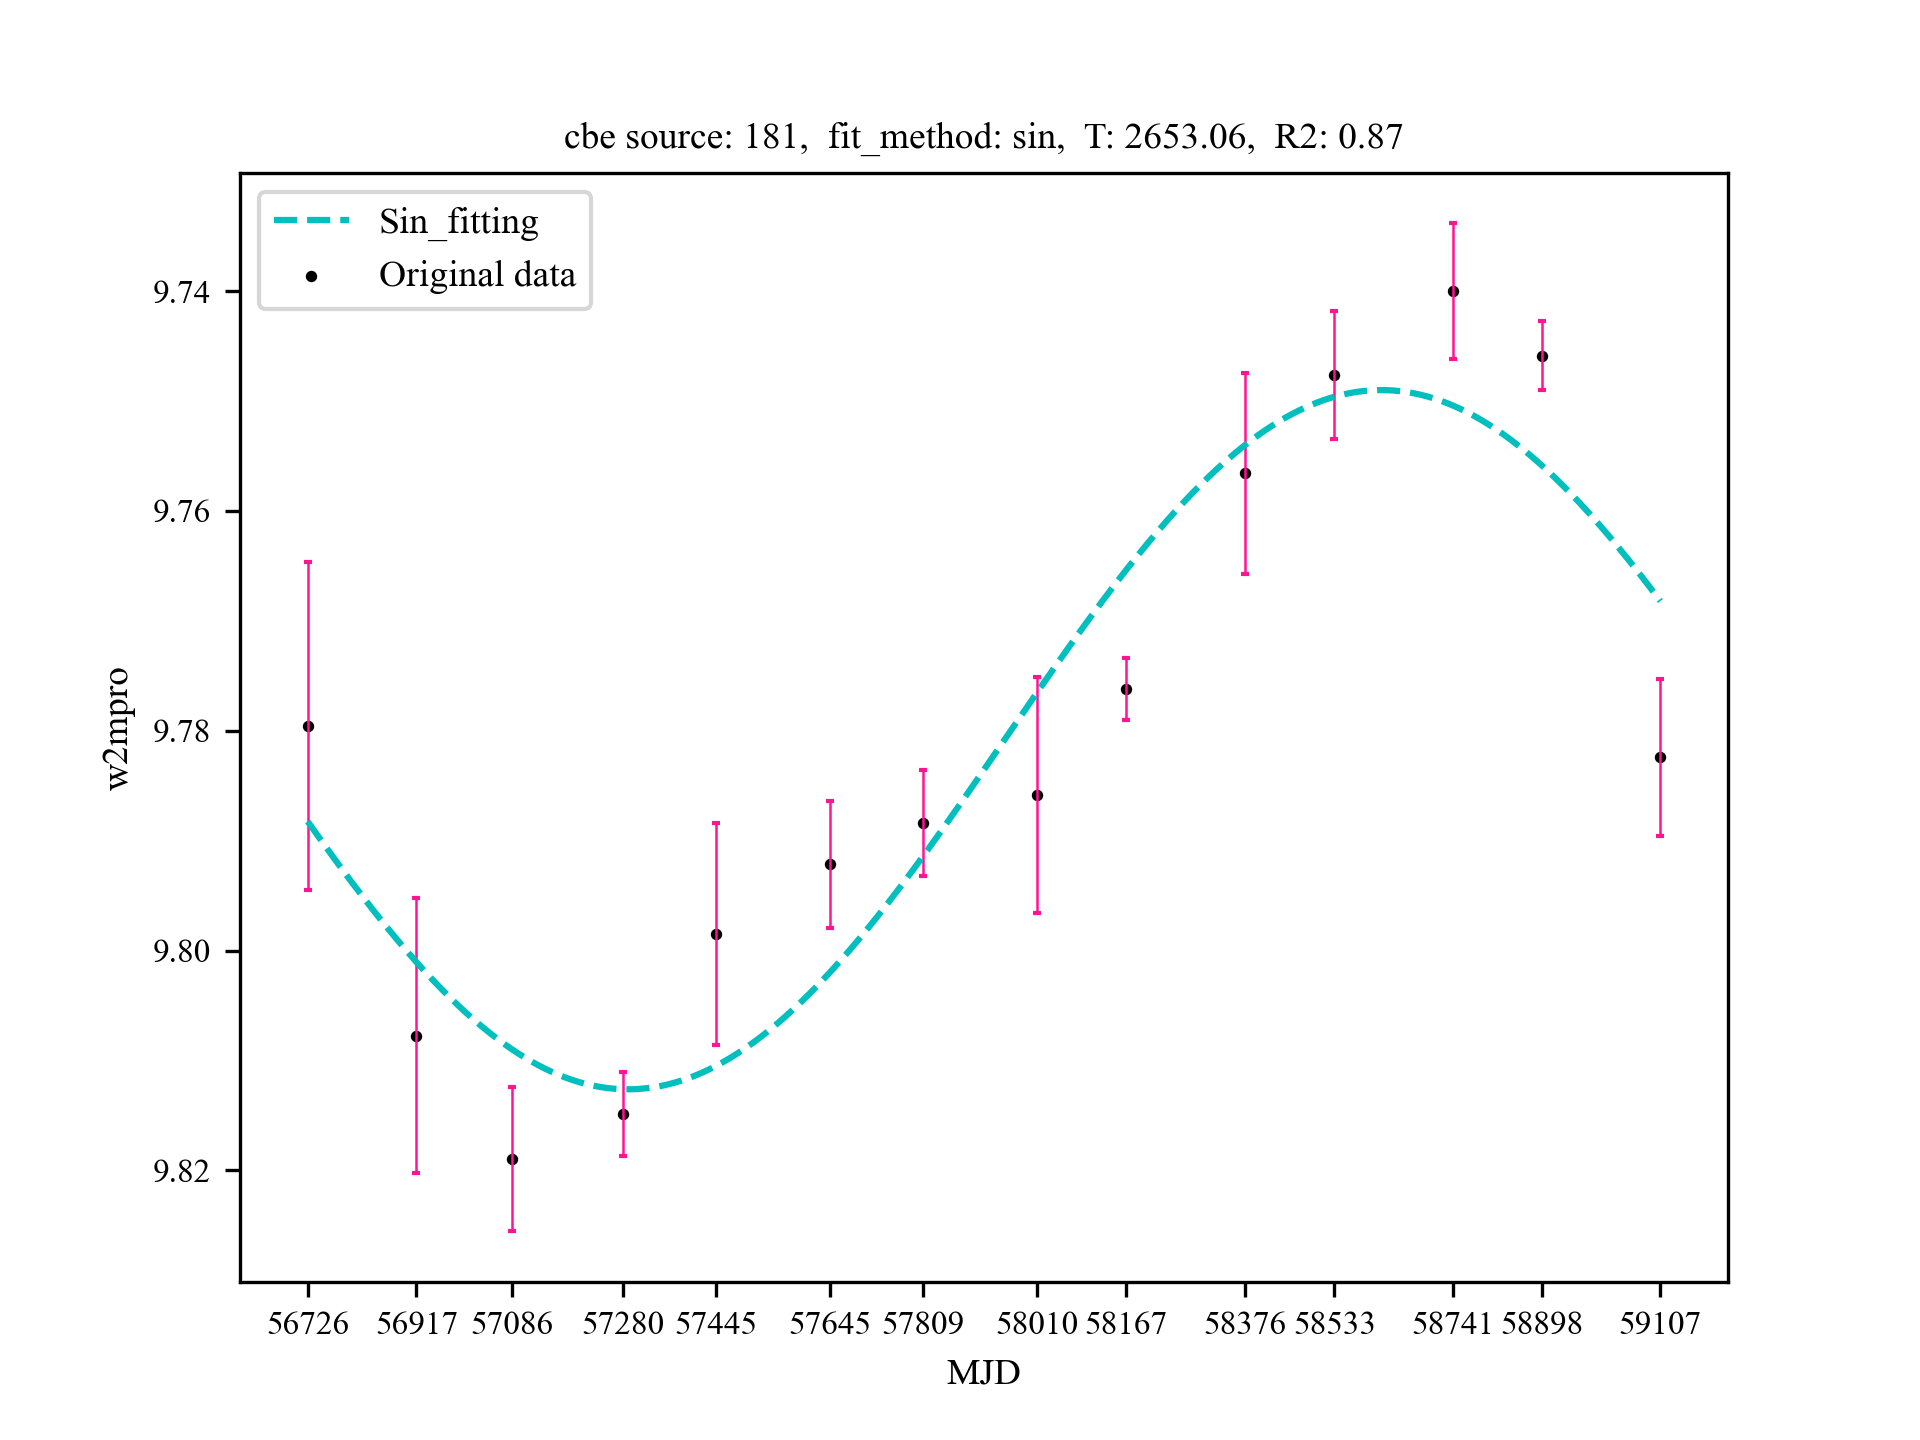 cbe source: 181,  fit_method: sin,  T: 2653.06,  R2: 0.87
Sin_fitting
Original data
9.74
9.76
9.78
9.80
9.82
w2mpro
56726 56917 57086 57280 57445 57645 57809 58010 58167 58376 58533 58741 58898 59107
MJD